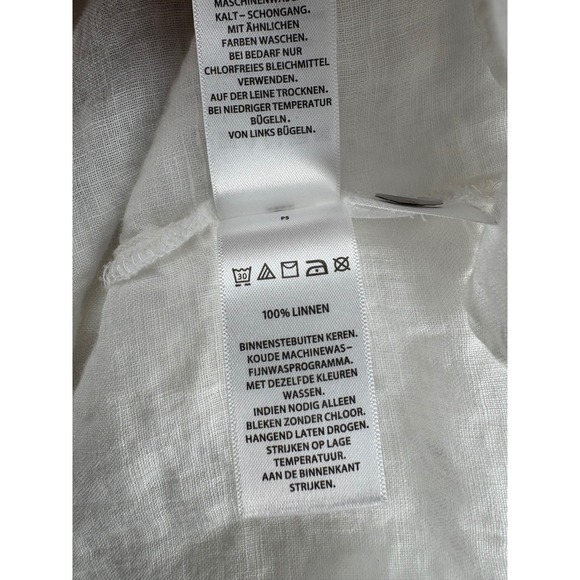 KALT – SCHONGANG.
MIT ÄHNLICHEN
FARBEN WASCHEN.
BEI BEDARF NUR
CHLORFREIES BLEICHMITTEL
VERWENDEN.
AUF DER LEINE TROCKNEN.
BEI NIEDRIGER TEMPERATUR
BÜGELN.
VON LINKS BÜGELN.
30
100% LINNEN
BINNENSTEBUITEN KEREN.
KOUDE MACHINEWAS–
FIJNWASPROGRAMMA.
MET DEZELFDE KLEUREN
WASSEN.
INDIEN NODIG ALLEEN
BLEKEN ZONDER CHLOOR.
HANGEND LATEN DROGEN.
STRIJKEN OP LAGE
TEMPERATUUR.
AAN DE BINNENKANT
STRIJKEN.